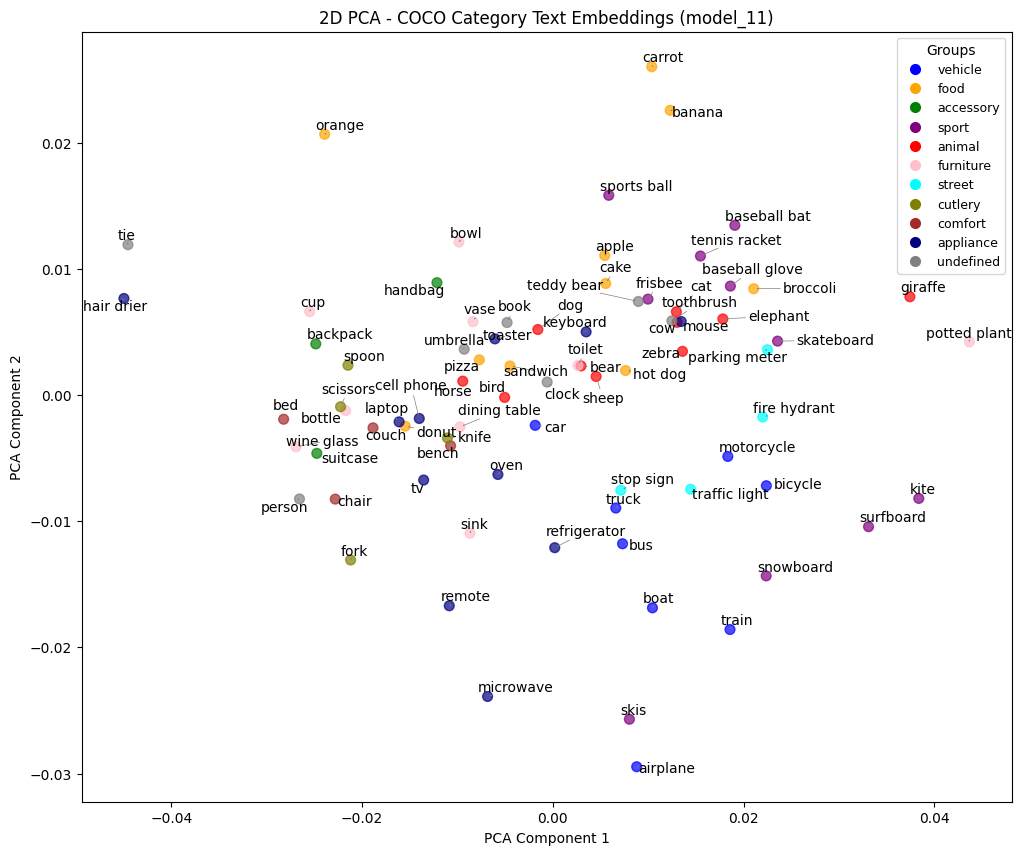 2D PCA - COCO Category Text Embeddings (model_11)
carrot
banana
orange
sports ball
baseball bat
tie
bowl
tennis racket
apple
cake
baseball glove
teddy bear
frisbee
cat
broccoli
giraffe
hair drier
handbag
cup
vase
book
dog
toothbrush
keyboard
cow
mouse
elephant
backpack
umbrella
toaster
skateboard
potted plant
spoon
pizza
sandwich
toilet
bear
zebra
parking meter
hot dog
scissors
cell phone
horse
bird
clock
sheep
bed
bottle
laptop
dining table
fire hydrant
wine glass
couch
donut
knife
car
suitcase
bench
motorcycle
tv
oven
stop sign
bicycle
person
chair
truck
traffic light
kite
sink
refrigerator
bus
surfboard
fork
snowboard
remote
boat
train
microwave
skis
airplane
Groups
vehicle
food
accessory
sport
animal
furniture
street
cutlery
comfort
appliance
undefined
PCA Component 2
0.02
0.01
0.00
−0.01
−0.02
−0.03
−0.04
−0.02
0.00
0.02
0.04
PCA Component 1